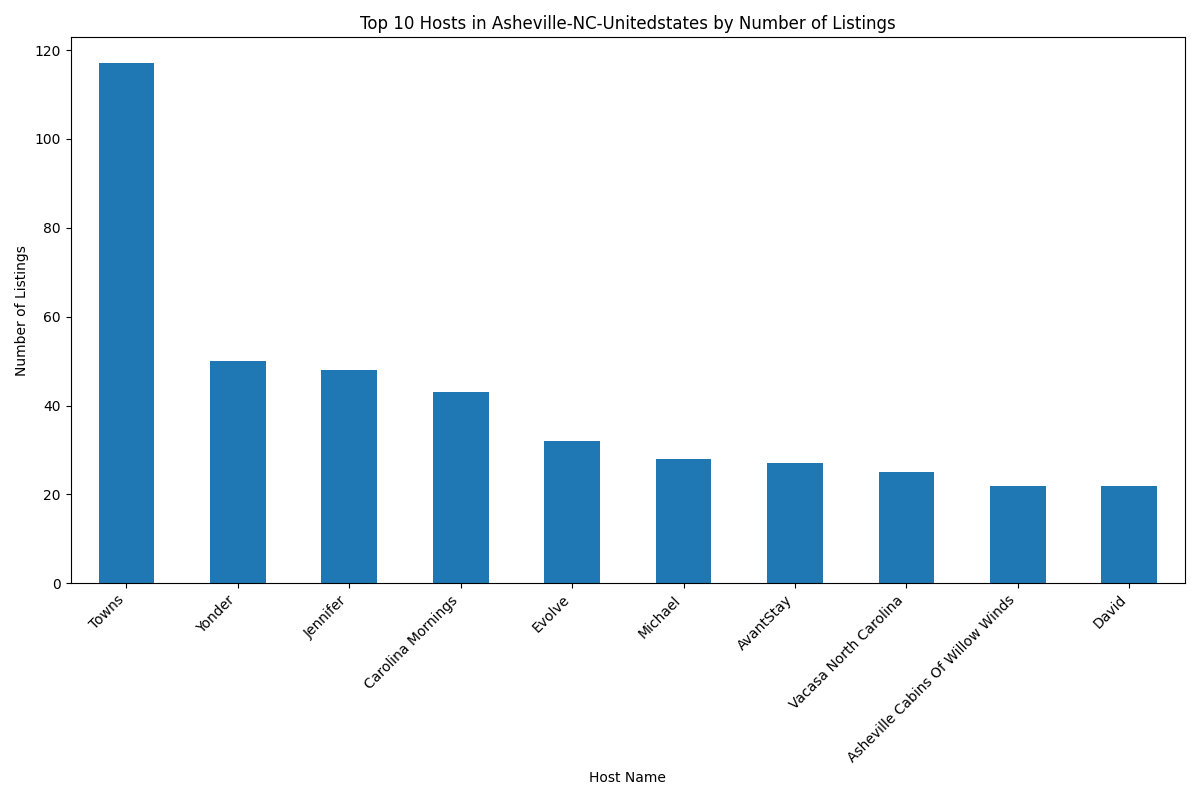 Top 10 Hosts in Asheville-NC-Unitedstates by Number of Listings
Number of Listings
120
100
80
60
40
20
0
Towns
Yonder
Jennifer
Carolina Mornings
Evolve
Michael
AvantStay
Vacasa North Carolina
Asheville Cabins Of Willow Winds
David
Host Name